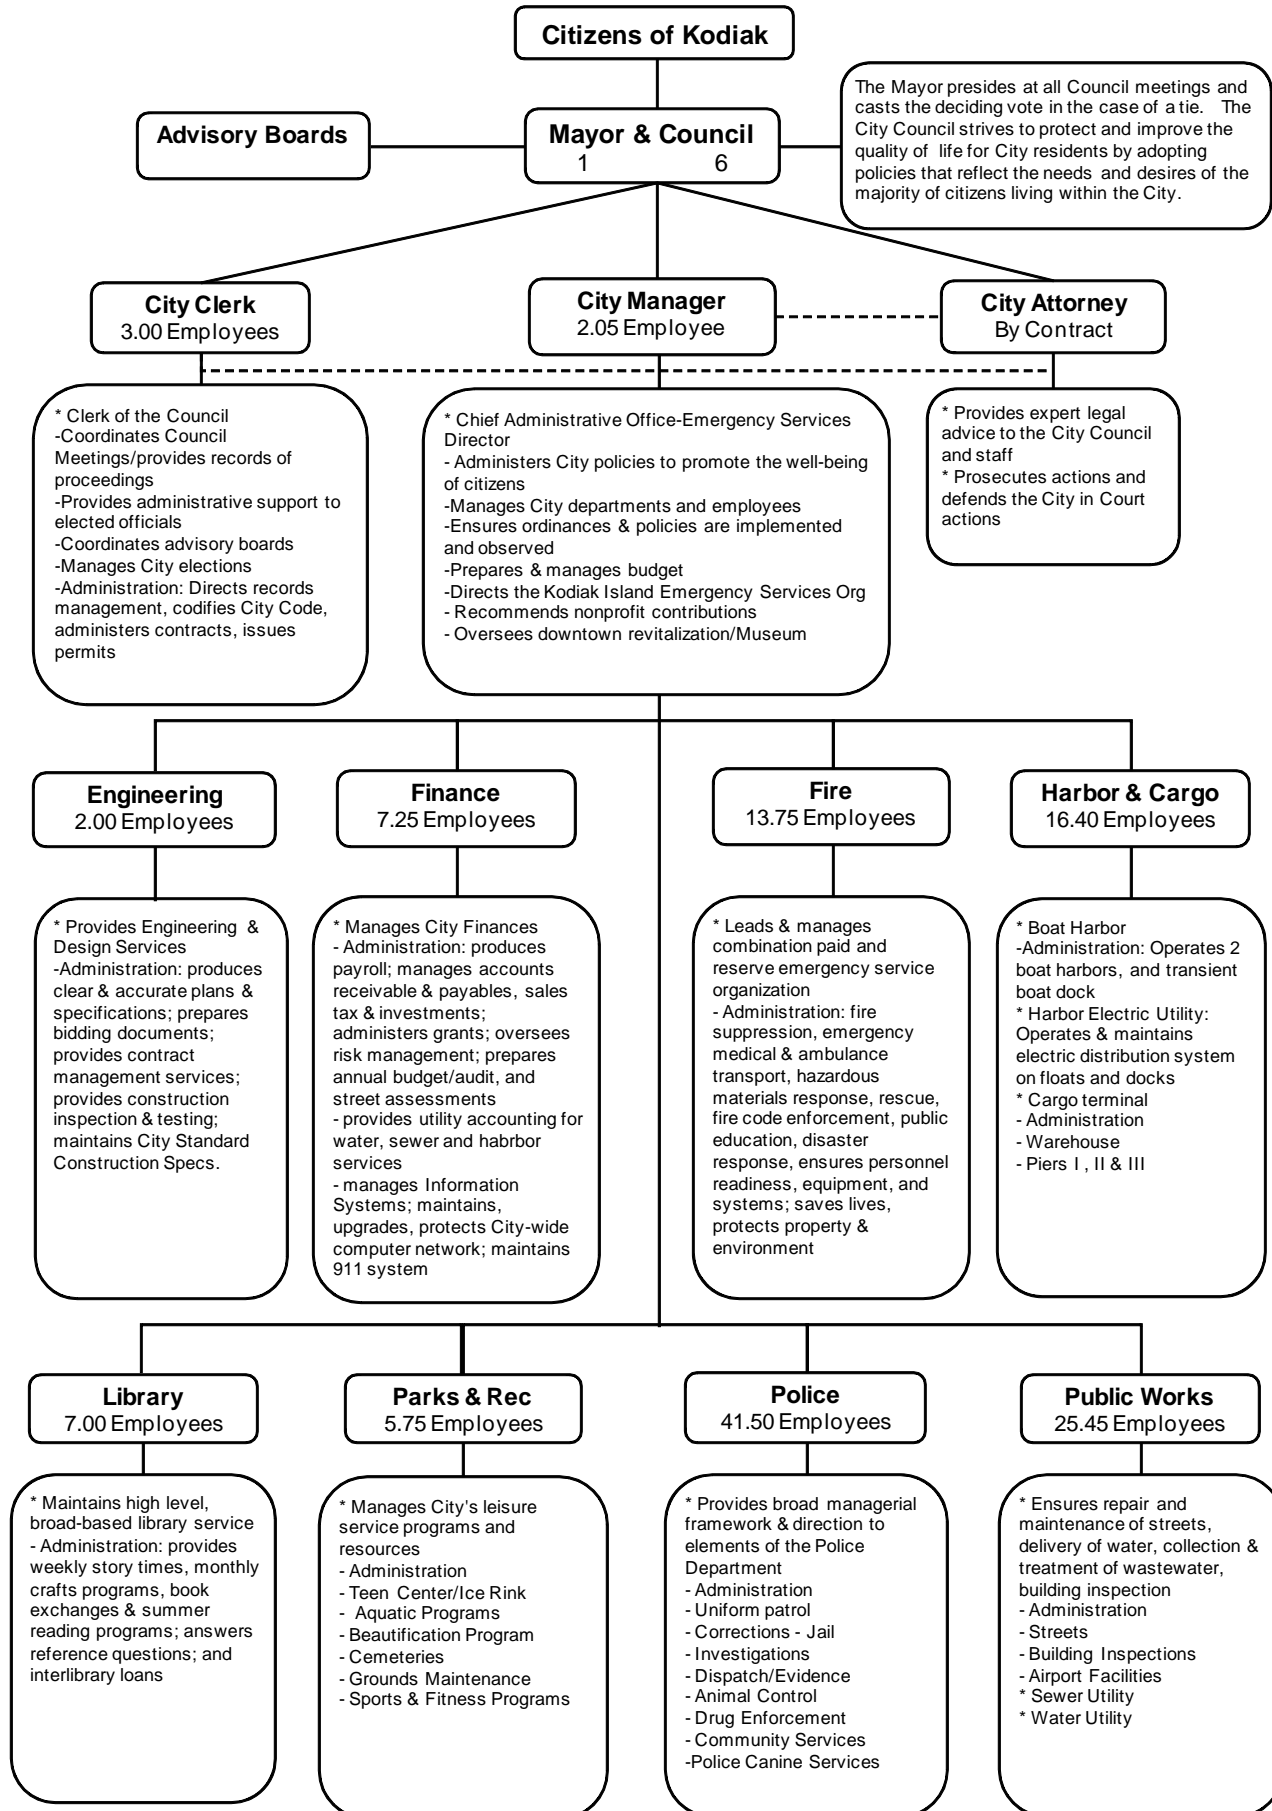 Citizens of Kodiak
Advisory Boards
Mayor & Council
1 6
The Mayor presides at all Council meetings and
casts the deciding vote in the case of a tie. The
City Council strives to protect and improve the
quality of life for City residents by adopting
policies that reflect the needs and desires of the
majority of citizens living within the City.
City Clerk
3.00 Employees
City Manager
2.05 Employee
City Attorney
By Contract
* Clerk of the Council
-Coordinates Council
Meetings/provides records of
proceedings
-Provides administrative support to
elected officials
-Coordinates advisory boards
-Manages City elections
-Administration: Directs records
management, codifies City Code,
administers contracts, issues
permits
* Chief Administrative Office-Emergency Services
Director
- Administers City policies to promote the well-being
of citizens
-Manages City departments and employees
-Ensures ordinances & policies are implemented
and observed
-Prepares & manages budget
-Directs the Kodiak Island Emergency Services Org
- Recommends nonprofit contributions
- Oversees downtown revitalization/Museum
* Provides expert legal
advice to the City Council
and staff
* Prosecutes actions and
defends the City in Court
actions
Engineering
2.00 Employees
Finance
7.25 Employees
Fire
13.75 Employees
Harbor & Cargo
16.40 Employees
* Provides Engineering &
Design Services
-Administration: produces
clear & accurate plans &
specifications; prepares
bidding documents;
provides contract
management services;
provides construction
inspection & testing;
maintains City Standard
Construction Specs.
* Manages City Finances
- Administration: produces
payroll; manages accounts
receivable & payables, sales
tax & investments;
administers grants; oversees
risk management; prepares
annual budget/audit, and
street assessments
- provides utility accounting for
water, sewer and habrbor
services
- manages Information
Systems; maintains,
upgrades, protects City-wide
computer network; maintains
911 system
* Leads & manages
combination paid and
reserve emergency service
organization
- Administration: fire
suppression, emergency
medical & ambulance
transport, hazardous
materials response, rescue,
fire code enforcement, public
education, disaster
response, ensures personnel
readiness, equipment, and
systems; saves lives,
protects property &
environment
* Boat Harbor
-Administration: Operates 2
boat harbors, and transient
boat dock
* Harbor Electric Utility:
Operates & maintains
electric distribution system
on floats and docks
* Cargo terminal
- Administration
- Warehouse
- Piers I , II & III
Library
7.00 Employees
Parks & Rec
5.75 Employees
Police
41.50 Employees
Public Works
25.45 Employees
* Maintains high level,
broad-based library service
- Administration: provides
weekly story times, monthly
crafts programs, book
exchanges & summer
reading programs; answers
reference questions; and
interlibrary loans
* Manages City's leisure
service programs and
resources
- Administration
- Teen Center/Ice Rink
- Aquatic Programs
- Beautification Program
- Cemeteries
- Grounds Maintenance
- Sports & Fitness Programs
* Provides broad managerial
framework & direction to
elements of the Police
Department
- Administration
- Uniform patrol
- Corrections - Jail
- Investigations
- Dispatch/Evidence
- Animal Control
- Drug Enforcement
- Community Services
-Police Canine Services
* Ensures repair and
maintenance of streets,
delivery of water, collection &
treatment of wastewater,
building inspection
- Administration
- Streets
- Building Inspections
- Airport Facilities
* Sewer Utility
* Water Utility